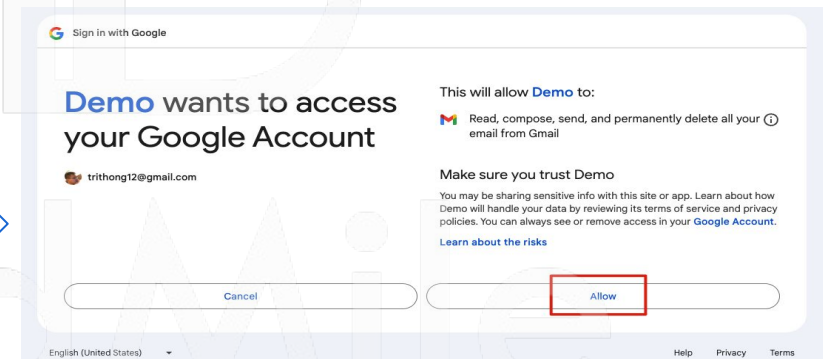 Sign in with Google
Demo wants to access
your Google Account
trithong12@gmail.com
This will allow Demo to:
Read, compose, send, and permanently delete all your
email from Gmail
Make sure you trust Demo
You may be sharing sensitive info with this site or app. Learn about how
Demo will handle your data by reviewing its terms of service and privacy
policies. You can always see or remove access in your Google Account.
Learn about the risks
Cancel
Allow
English (United States)
Help Privacy Terms